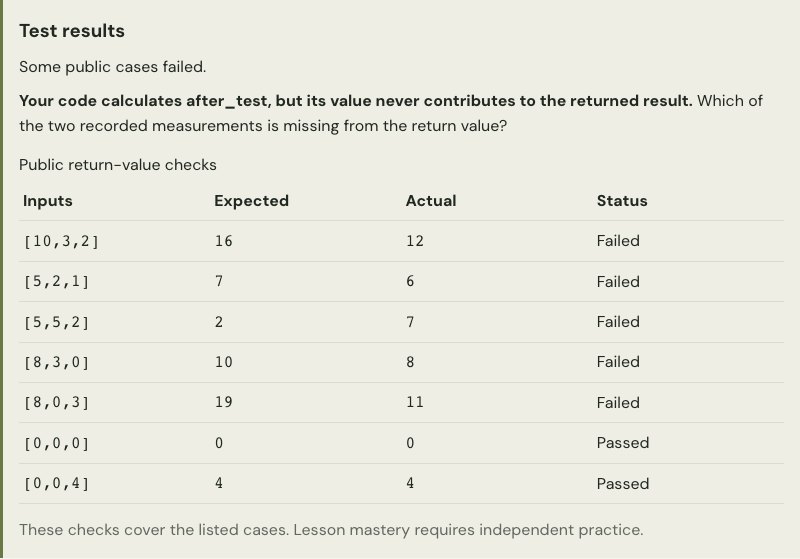 Test results
Some public cases failed.
Your code calculates after_test, but its value never contributes to the returned result. Which of
the two recorded measurements is missing from the return value?
Public return-value checks
Inputs Expected Actual Status
[10,3,2] 16 12 Failed
[5,2,1] 7 6 Failed
[5,5,2] 2 7 Failed
[8,3,0] 10 8 Failed
[8,0,3] 19 11 Failed
[0,0,0] 0 0 Passed
[0,0,4] 4 4 Passed
These checks cover the listed cases. Lesson mastery requires independent practice.